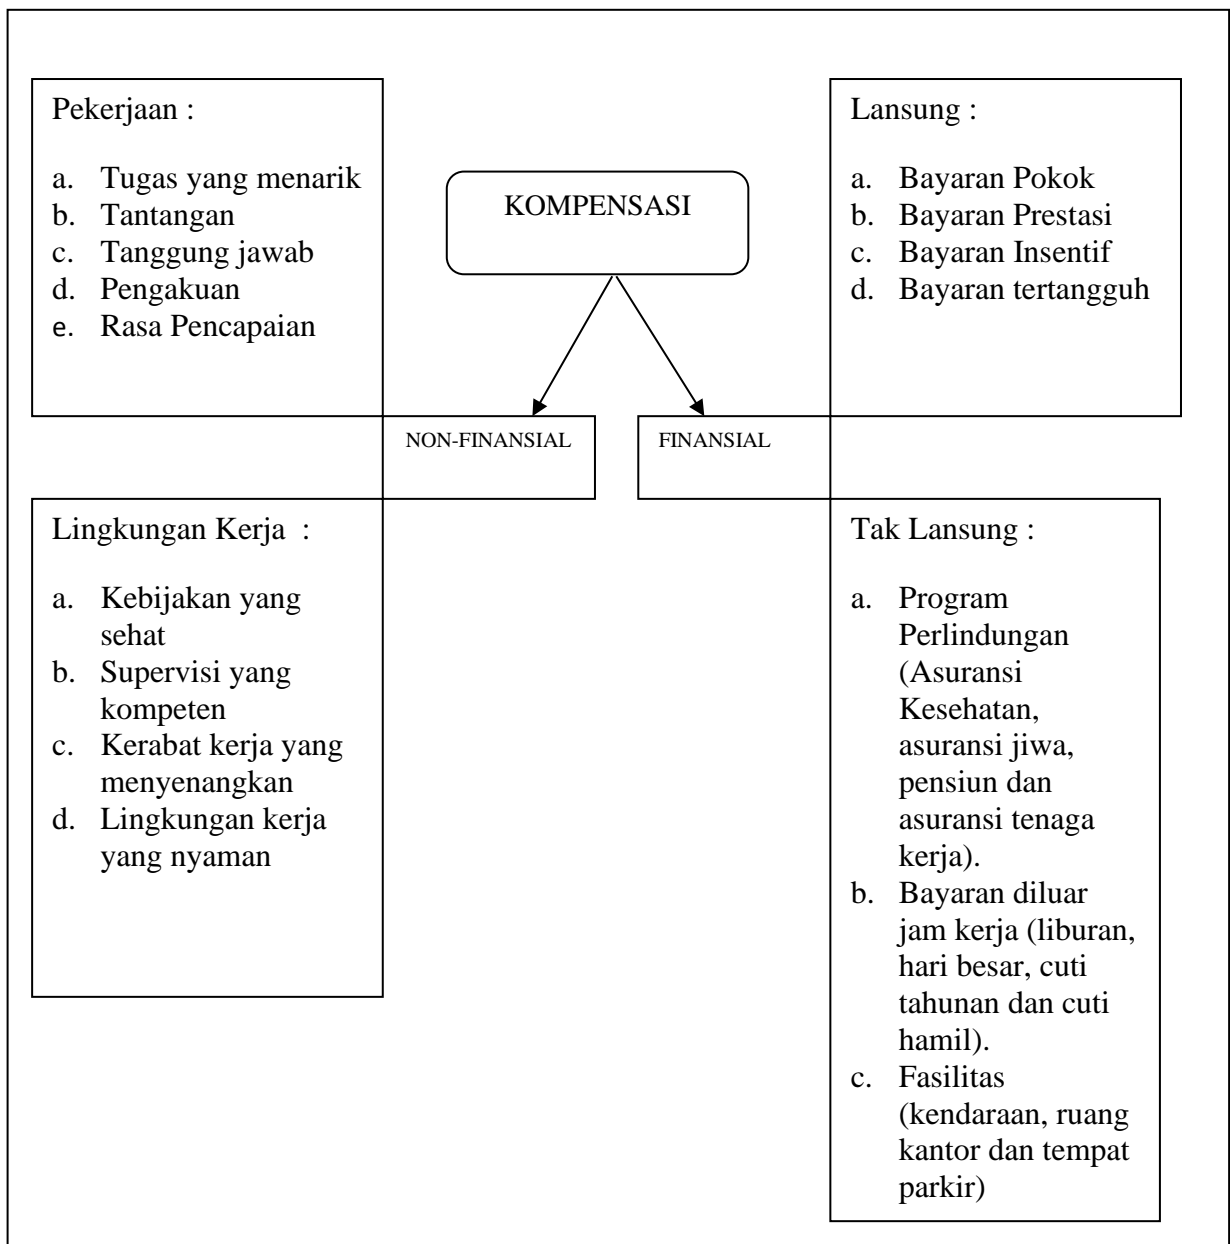 KOMPENSASI
Pekerjaan :
a. Tugas yang menarik
b. Tantangan
c. Tanggung jawab
d. Pengakuan
e. Rasa Pencapaian
Lansung :
a. Bayaran Pokok
b. Bayaran Prestasi
c. Bayaran Insentif
d. Bayaran tertangguh
NON-FINANSIAL
FINANSIAL
Lingkungan Kerja :
a. Kebijakan yang
sehat
b. Supervisi yang
kompeten
c. Kerabat kerja yang
menyenangkan
d. Lingkungan kerja
yang nyaman
Tak Lansung :
a. Program
Perlindungan
(Asuransi
Kesehatan,
asuransi jiwa,
pensiun dan
asuransi tenaga
kerja).
b. Bayaran diluar
jam kerja (liburan,
hari besar, cuti
tahunan dan cuti
hamil).
c. Fasilitas
(kendaraan, ruang
kantor dan tempat
parkir)